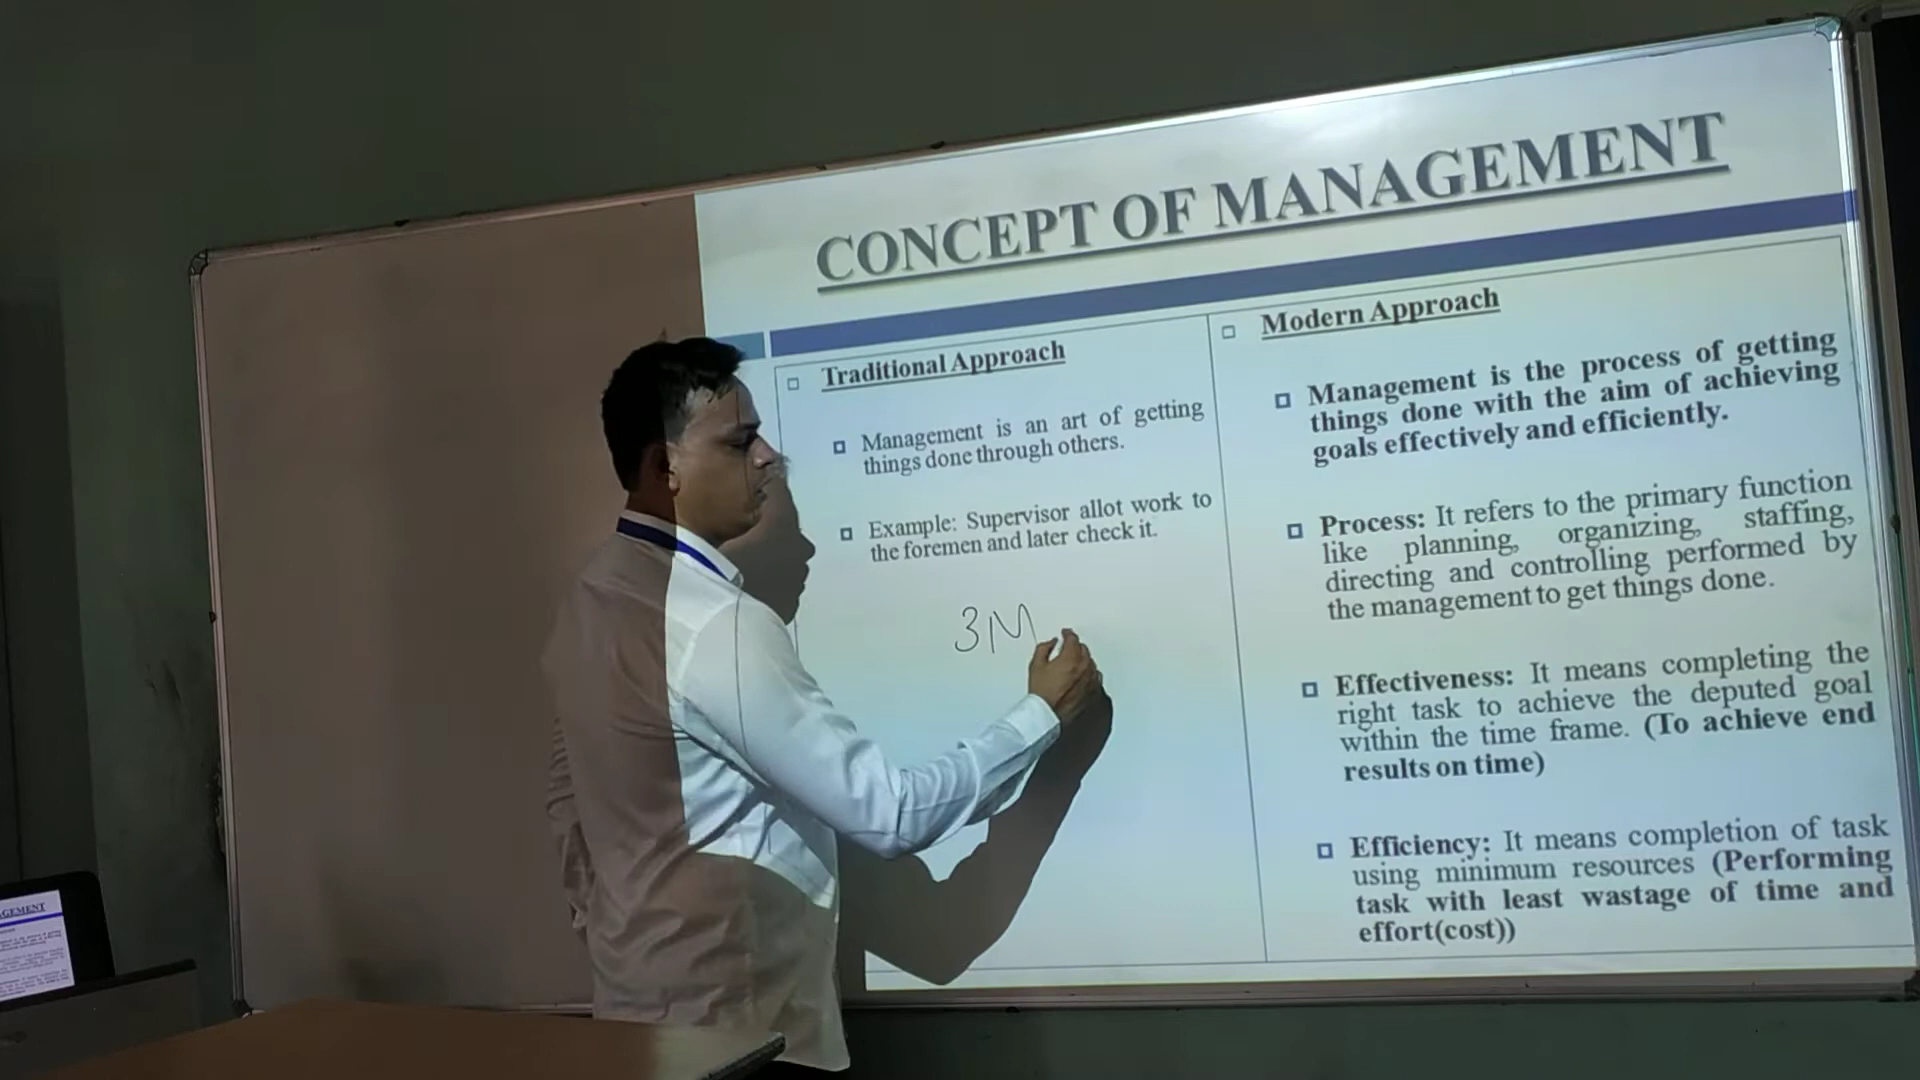 CONCEPT OF MANAGEMENT
Traditional Approach
Management is an art of getting
things done through others.
Example: Supervisor allot work to
the foremen and later check it.
3M
Modern Approach
Management is the process of getting
things done with the aim of achieving
goals effectively and efficiently.
Process: It refers to the primary function
like planning, organizing, staffing,
directing and controlling performed by
the management to get things done.
Effectiveness: It means completing the
right task to achieve the deputed goal
within the time frame. (To achieve end
results on time)
Efficiency: It means completion of task
using minimum resources (Performing
task with least wastage of time and
effort(cost))
AGEMENT